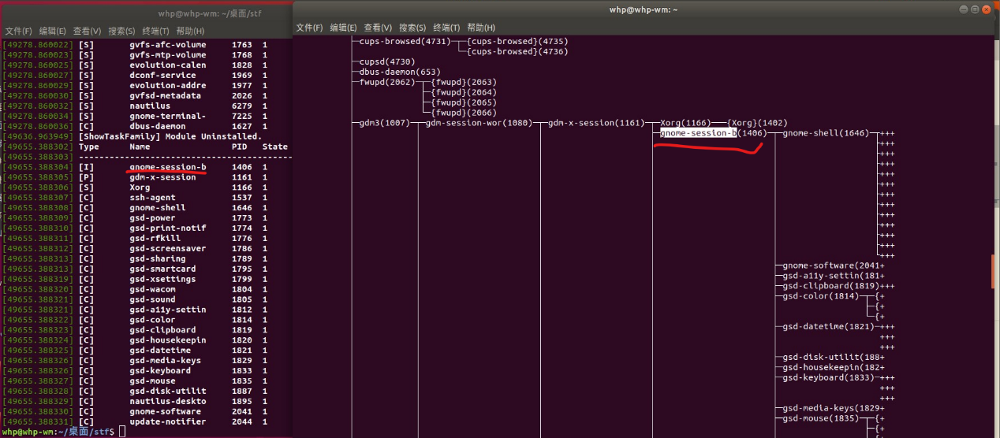 whp@whp-wm: ~/桌面/stf
文件(F) 编辑(E) 查看(V) 搜索(S) 终端(T) 帮助(H)
[49278.860022] [S] gvfs-afc-volume 1763 1
[49278.860023] [S] gvfs-mtp-volume 1768 1
[49278.860025] [S] evolution-calen 1828 1
[49278.860027] [S] dconf-service 1969 1
[49278.860029] [S] evolution-addre 1977 1
[49278.860030] [S] gvfsd-metadata 2026 1
[49278.860032] [S] nautilus 6279 1
[49278.860034] [S] gnome-terminal- 7225 1
[49278.860036] [C] dbus-daemon 1627 1
[49636.963949] [ShowTaskFamily] Module Uninstalled.
[49655.388302] Type Name PID State
[49655.388303] ------------------------------------------
[49655.388304] [I] gnome-session-b 1406 1
[49655.388305] [P] gdm-x-session 1161 1
[49655.388306] [S] Xorg 1166 1
[49655.388307] [C] ssh-agent 1537 1
[49655.388308] [C] gnome-shell 1646 1
[49655.388309] [C] gsd-power 1773 1
[49655.388310] [C] gsd-print-notif 1774 1
[49655.388311] [C] gsd-rfkill 1776 1
[49655.388312] [C] gsd-screensaver 1786 1
[49655.388313] [C] gsd-sharing 1789 1
[49655.388313] [C] gsd-smartcard 1795 1
[49655.388319] [C] gsd-xsettings 1799 1
[49655.388320] [C] gsd-wacom 1804 1
[49655.388321] [C] gsd-sound 1805 1
[49655.388321] [C] gsd-a11y-settin 1812 1
[49655.388322] [C] gsd-color 1814 1
[49655.388323] [C] gsd-clipboard 1819 1
[49655.388324] [C] gsd-housekeepin 1820 1
[49655.388325] [C] gsd-datetime 1821 1
[49655.388326] [C] gsd-media-keys 1829 1
[49655.388326] [C] gsd-keyboard 1833 1
[49655.388327] [C] gsd-mouse 1835 1
[49655.388328] [C] gsd-disk-utilit 1887 1
[49655.388329] [C] nautilus-deskto 1895 1
[49655.388330] [C] gnome-software 2041 1
[49655.388331] [C] update-notifier 2044 1
whp@whp-wm:~/桌面/stf$
whp@whp-wm: ~
文件(F) 编辑(E) 查看(V) 搜索(S) 终端(T) 帮助(H)
├─cups-browsed(4731)─┬─{cups-browsed}(4735)
└─{cups-browsed}(4736)
├─cupsd(4730)
├─dbus-daemon(653)
├─fwupd(2062)─┬─{fwupd}(2063)
├─{fwupd}(2064)
├─{fwupd}(2065)
└─{fwupd}(2066)
├─gdm3(1007)─┬─gdm-session-wor(1080)─┬─gdm-x-session(1161)─┬─Xorg(1166)───{Xorg}(1402)
├─gnome-session-b(1406)─┬─gnome-shell(1646)─┬─+++
├─+++
├─+++
├─+++
├─+++
├─+++
├─+++
├─+++
├─+++
├─+++
├─+++
├─+++
└─+++
├─gnome-software(2041+
├─gsd-a11y-settin(181+
├─gsd-clipboard(1819)─+++
├─gsd-color(1814)─┬─{+
├─{+
└─{+
├─gsd-datetime(1821)─+++
+++
+++
├─gsd-disk-utilit(188+
├─gsd-housekeepin(182+
├─gsd-keyboard(1833)─+++
+++
+++
├─gsd-media-keys(1829+
├─gsd-mouse(1835)─┬─{+
├─{+